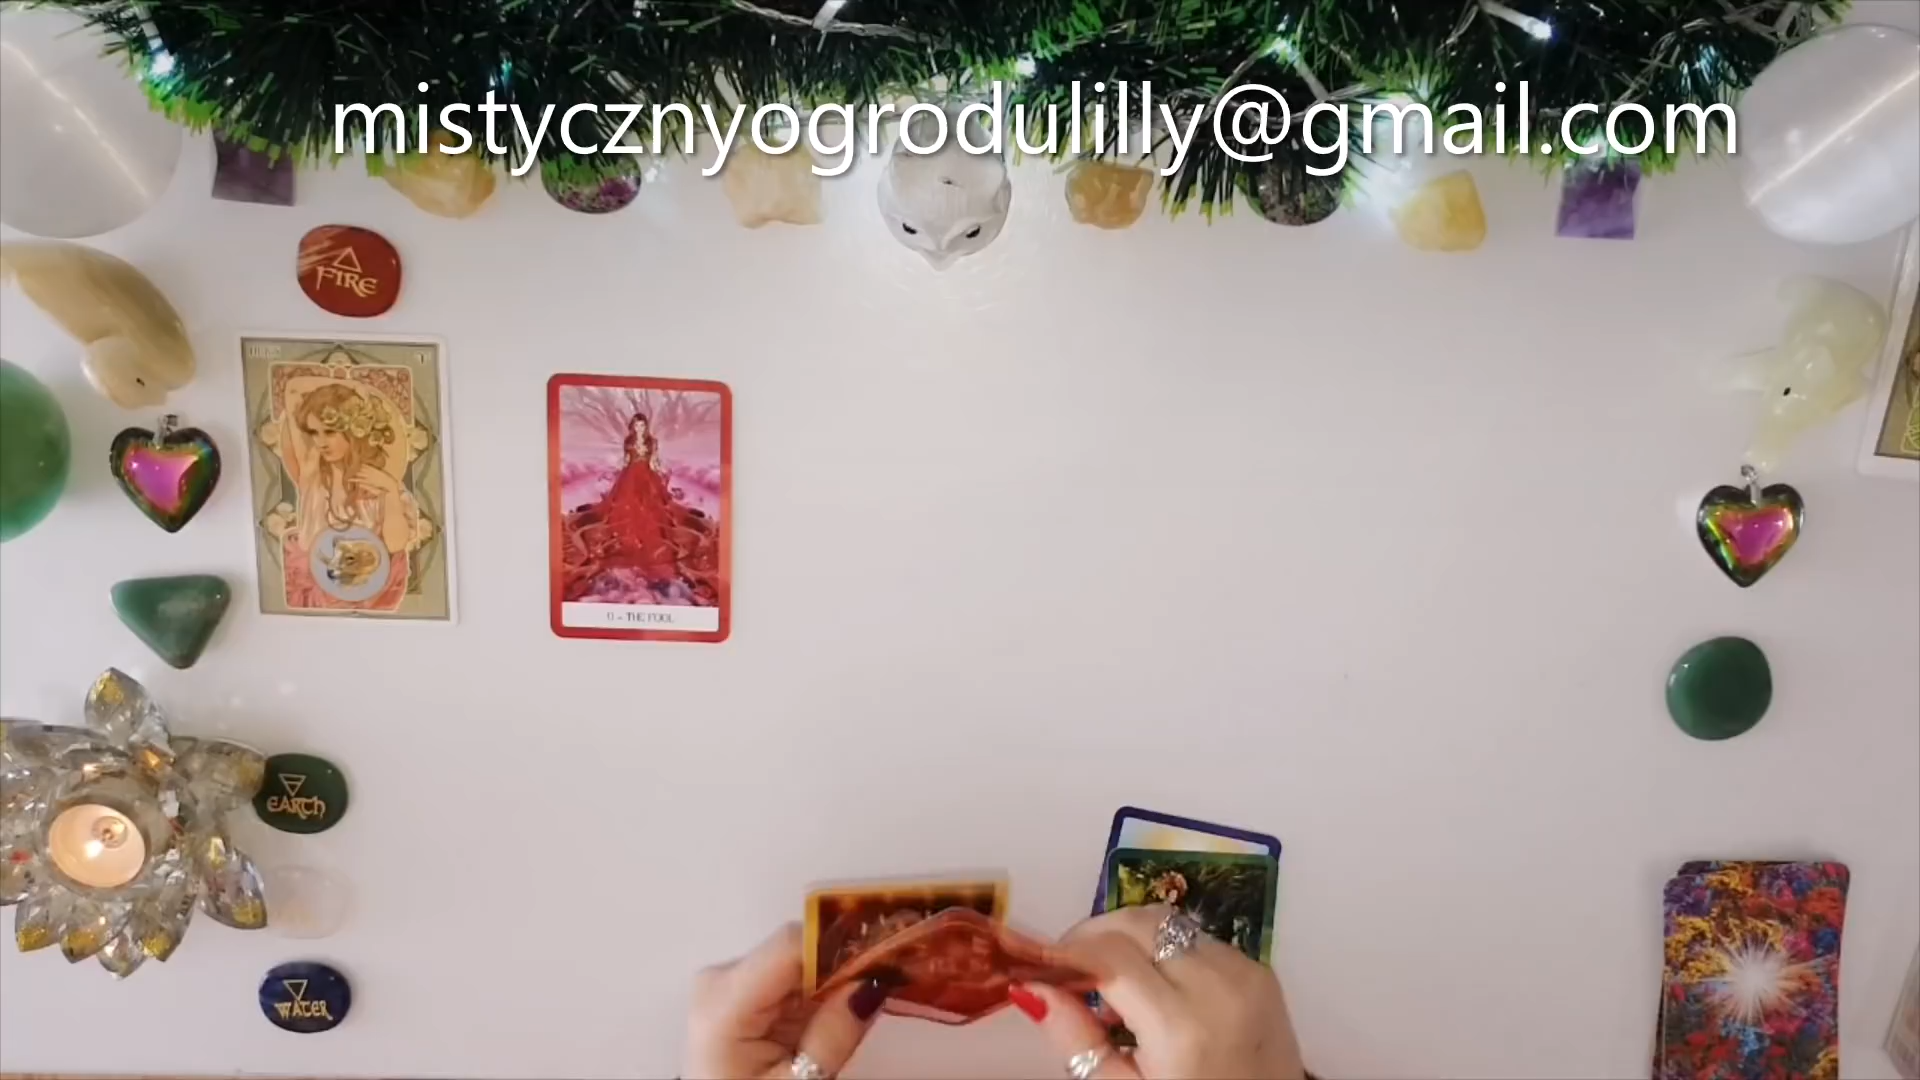 mistycznyogrodulilly@gmail.com
FIRE
0 - THE FOOL
EARTH
WATER